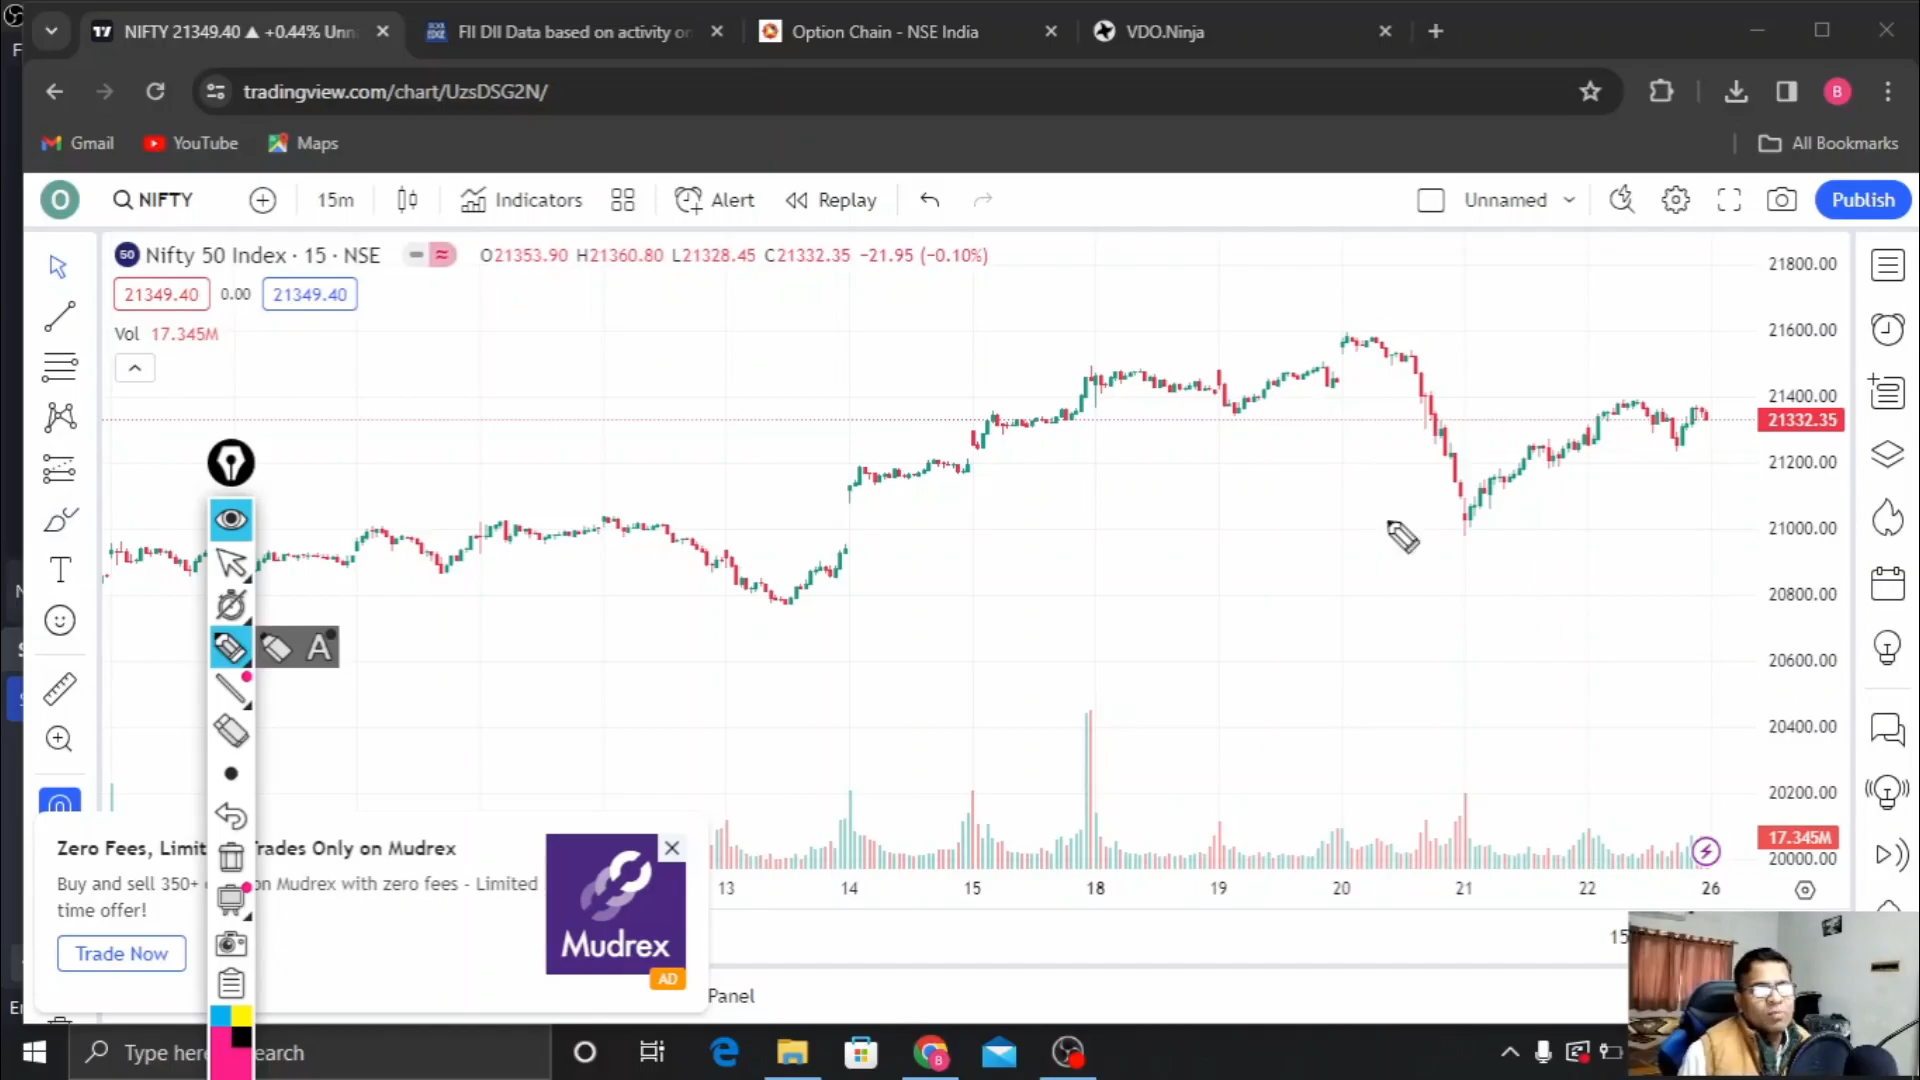 NIFTY 21349.40 ▲ +0.44% Unn
FII DII Data based on activity o
Option Chain - NSE India
VDO.Ninja
tradingview.com/chart/UzsDSG2N/
B
Gmail
YouTube
Maps
All Bookmarks
O
NIFTY
15m
Indicators
Alert
Replay
Unnamed
Publish
50 Nifty 50 Index · 15 · NSE
O21353.90 H21360.80 L21328.45 C21332.35 −21.95 (−0.10%)
21349.40 0.00 21349.40
Vol 17.345M
21800.00
21600.00
21400.00
21332.35
21200.00
21000.00
20800.00
20600.00
20400.00
20200.00
17.345M
20000.00
A
13 14 15 18 19 20 21 22 26
Zero Fees, Limit Trades Only on Mudrex
Buy and sell 350+ on Mudrex with zero fees - Limited
time offer!
Trade Now
Mudrex
AD
15
Panel
Type here search